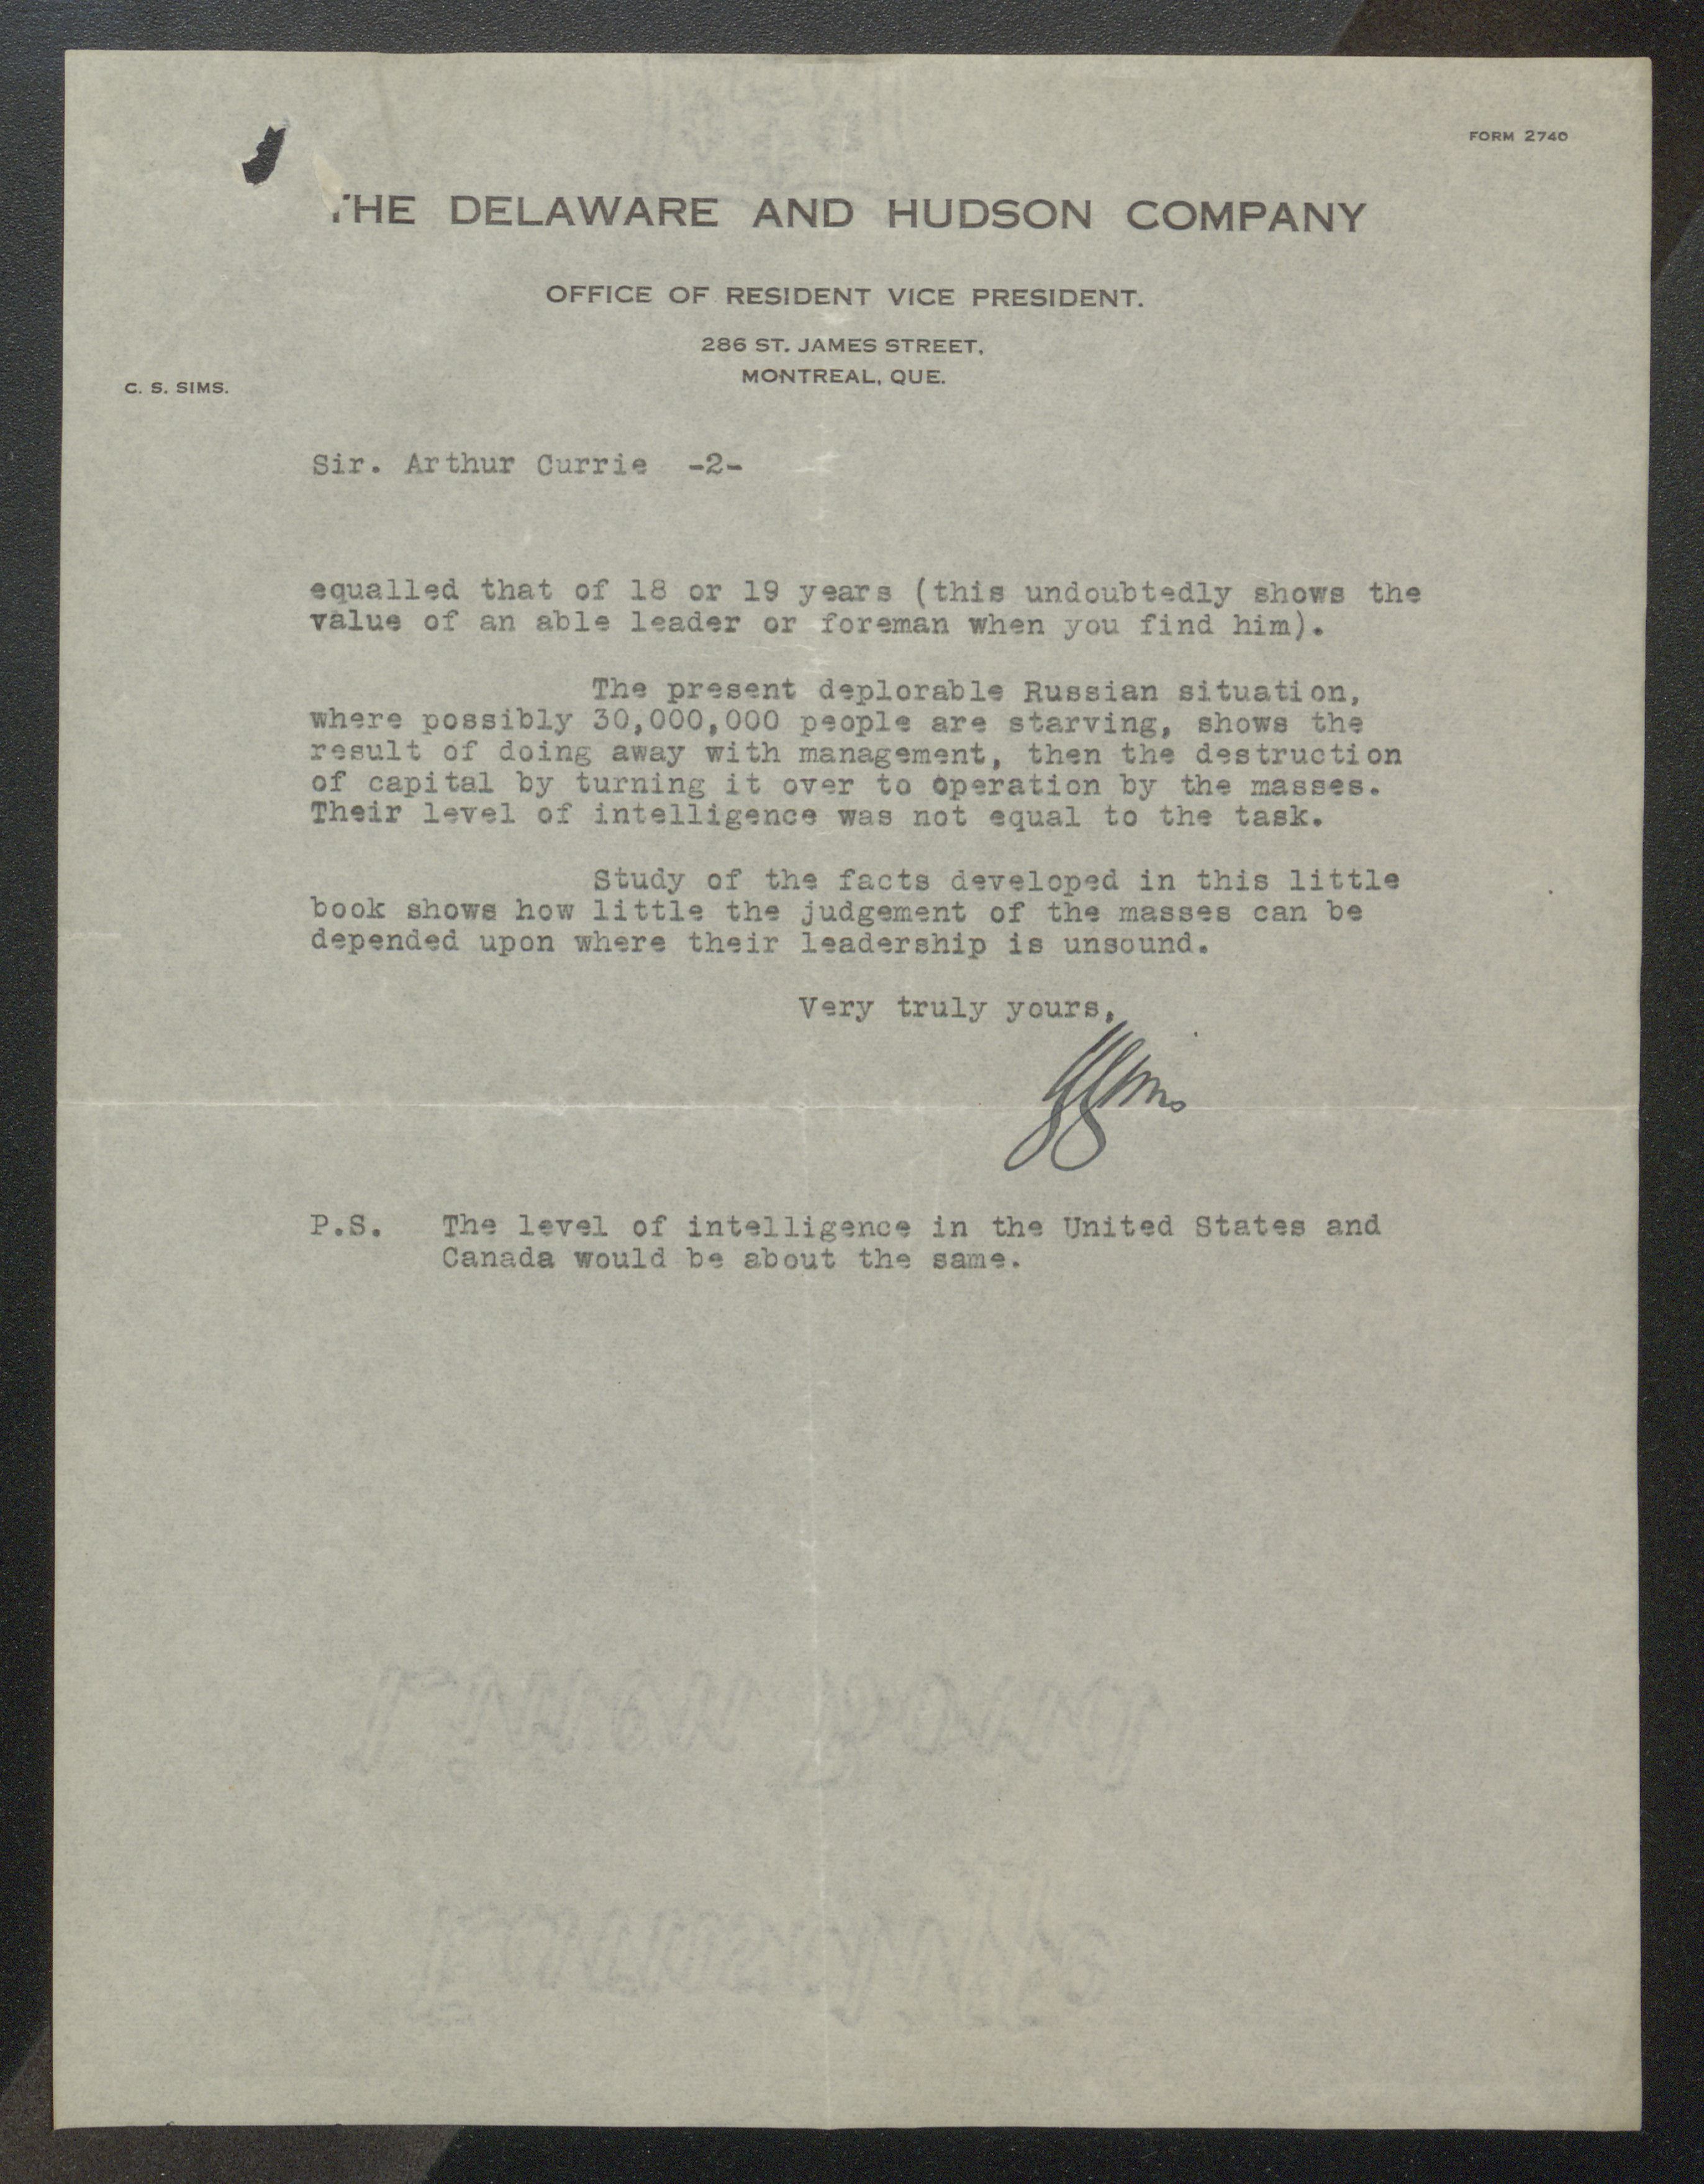 FORM 2740
THE DELAWARE AND HUDSON COMPANY
OFFICE OF RESIDENT VICE PRESIDENT.
286 ST. JAMES STREET,
MONTREAL, QUE.
C. S. SIMS.
Sir. Arthur Currie -2-
equalled that of 18 or 19 years (this undoubtedly shows the
value of an able leader or foreman when you find him).
The present deplorable Russian situation,
where possibly 30,000,000 people are starving, shows the
result of doing away with management, then the destruction
of capital by turning it over to operation by the masses.
Their level of intelligence was not equal to the task.
Study of the facts developed in this little
book shows how little the judgement of the masses can be
depended upon where their leadership is unsound.
Very truly yours,
CSSims
P.S. The level of intelligence in the United States and
Canada would be about the same.